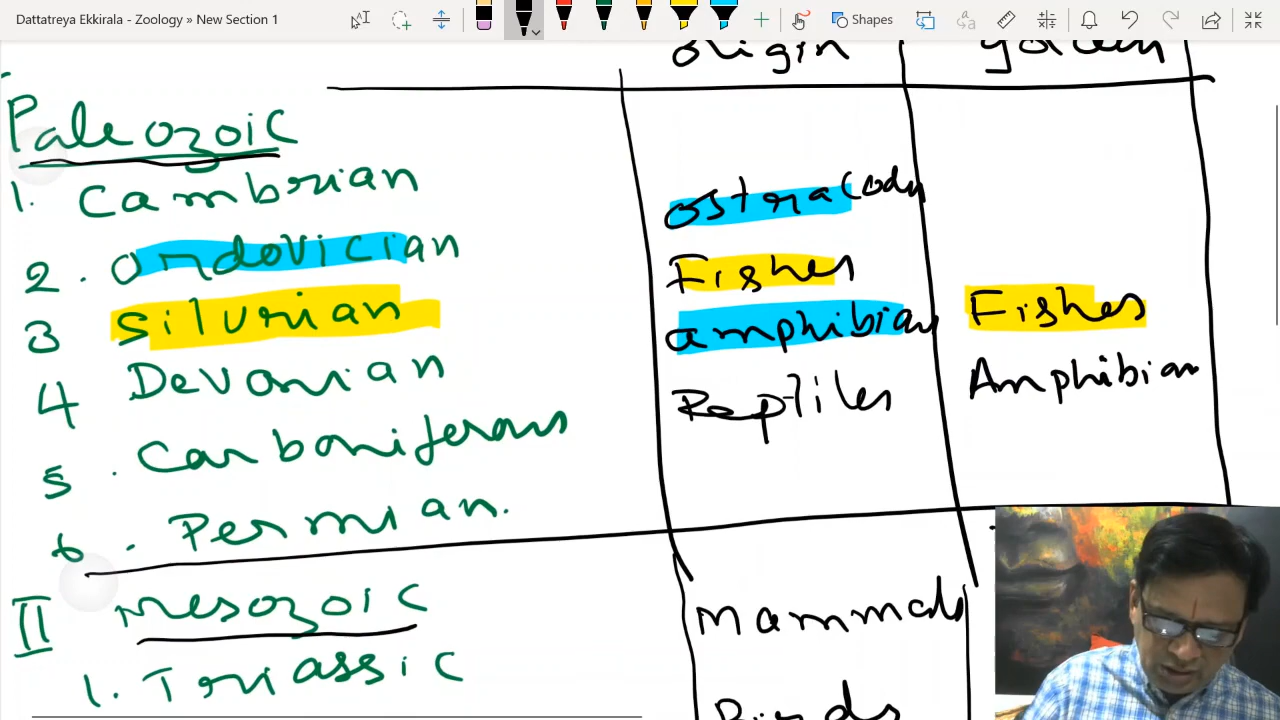 Dattatreya Ekkirala - Zoology » New Section 1
Shapes
origin golden
Paleozoic
1. Cambrian
ostracoderm
2. ordovician
Fishes
3 Silurian
amphibian Fishes
4 Devonian
Reptiles Amphibian
5. Carboniferous
6. Permian.
II Mesozoic
Mammals
1. Triassic
Birds